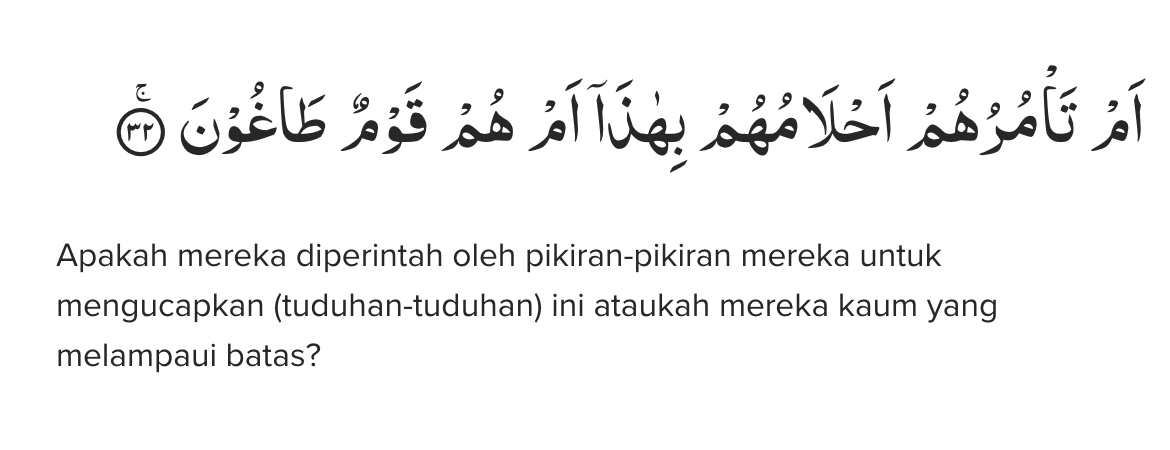 اَمْ تَأْمُرُهُمْ اَحْلَامُهُمْ بِهٰذَآ اَمْ هُمْ قَوْمٌ طَاغُوْنَۚ ۝٣٢
Apakah mereka diperintah oleh pikiran-pikiran mereka untuk
mengucapkan (tuduhan-tuduhan) ini ataukah mereka kaum yang
melampaui batas?